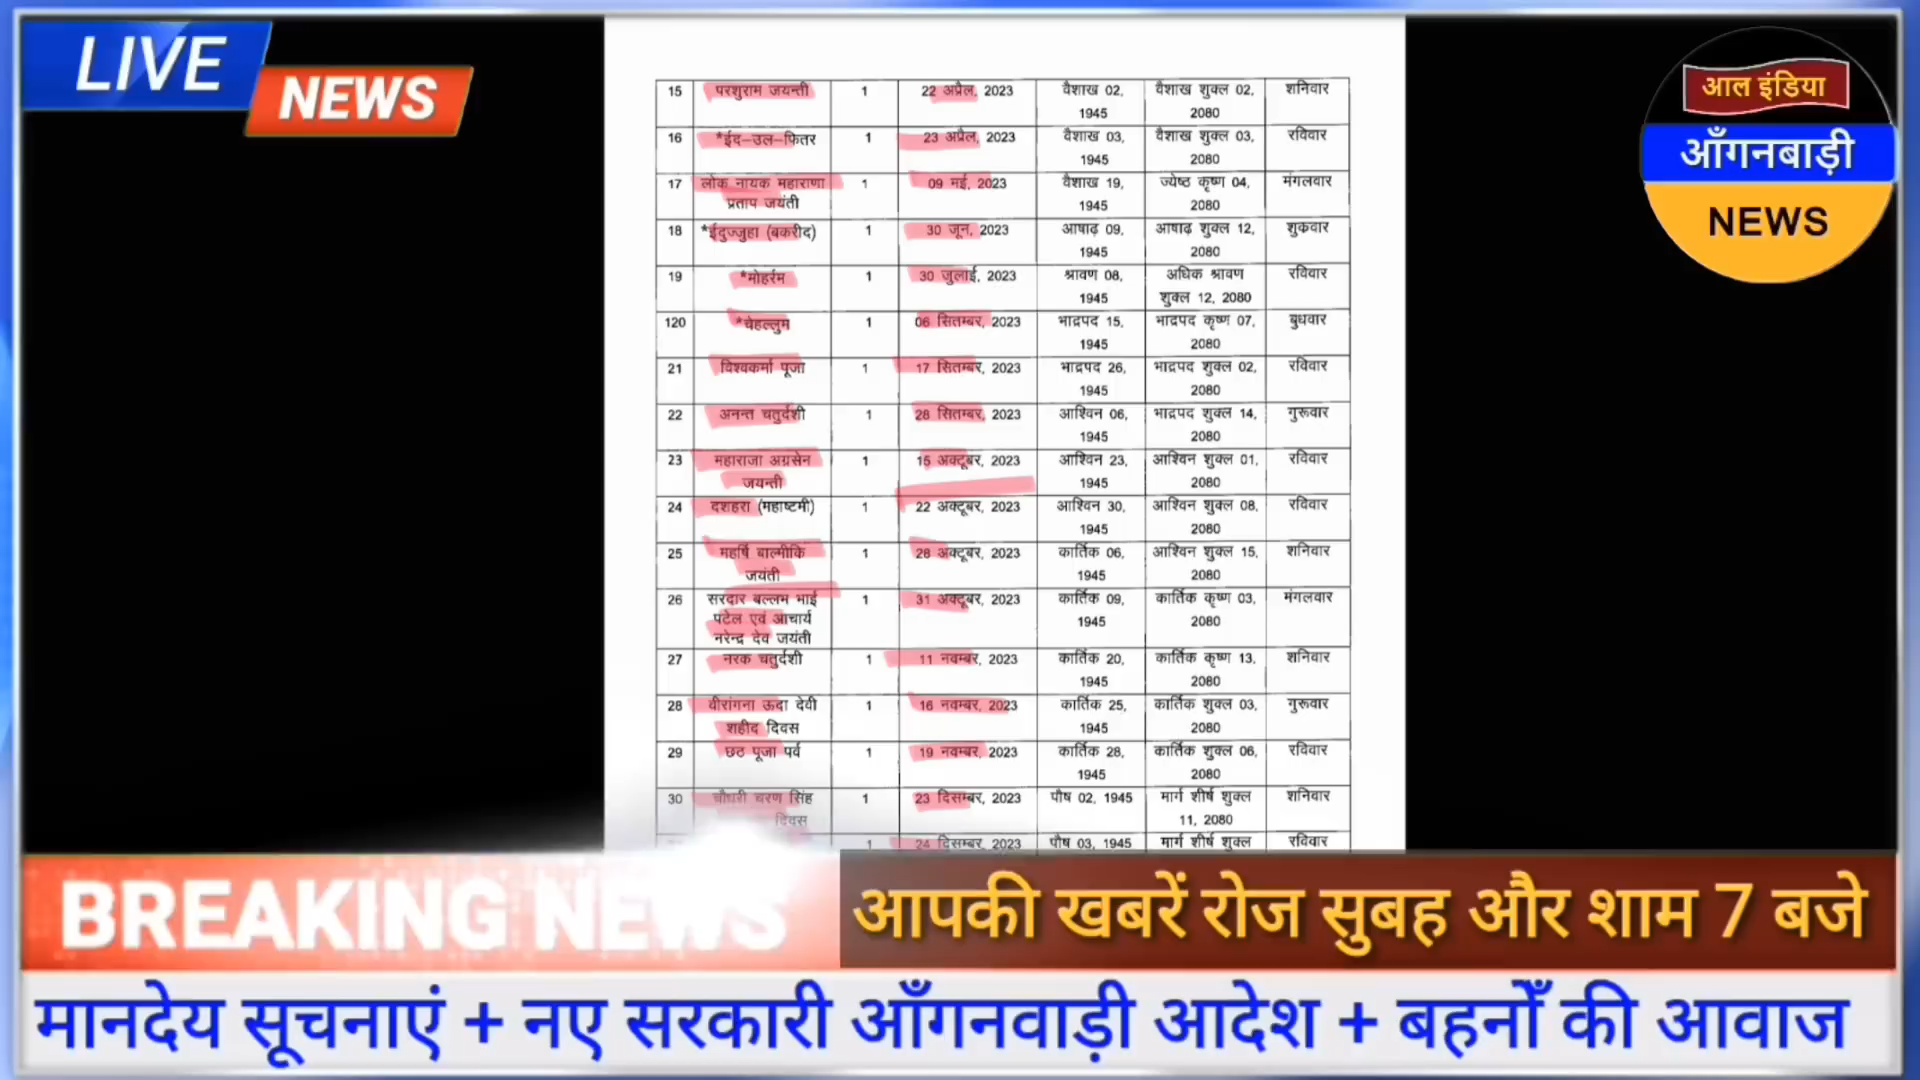 LIVE
NEWS
आल इंडिया
आँगनबाड़ी
NEWS
15 परशुराम जयन्ती 1 22 अप्रैल, 2023 वैशाख 02, 1945 वैशाख शुक्ल 02, 2080 शनिवार
16 *ईद–उल–फितर 1 23 अप्रैल, 2023 वैशाख 03, 1945 वैशाख शुक्ल 03, 2080 रविवार
17 लोक नायक महाराणा प्रताप जयंती 1 09 मई, 2023 वैशाख 19, 1945 ज्येष्ठ कृष्ण 04, 2080 मंगलवार
18 *ईदुज्जुहा (बकरीद) 1 30 जून, 2023 आषाढ़ 09, 1945 आषाढ़ शुक्ल 12, 2080 शुकवार
19 *मोहर्रम 1 30 जुलाई, 2023 श्रावण 08, 1945 अधिक श्रावण शुक्ल 12, 2080 रविवार
120 *चेहल्लुम 1 06 सितम्बर, 2023 भाद्रपद 15, 1945 भाद्रपद कृष्ण 07, 2080 बुधवार
21 विश्वकर्मा पूजा 1 17 सितम्बर, 2023 भाद्रपद 26, 1945 भाद्रपद शुक्ल 02, 2080 रविवार
22 अनन्त चतुर्दशी 1 28 सितम्बर, 2023 आश्विन 06, 1945 भाद्रपद शुक्ल 14, 2080 गुरूवार
23 महाराजा अग्रसेन जयन्ती 1 15 अक्टूबर, 2023 आश्विन 23, 1945 आश्विन शुक्ल 01, 2080 रविवार
24 दशहरा (महाष्टमी) 1 22 अक्टूबर, 2023 आश्विन 30, 1945 आश्विन शुक्ल 08, 2080 रविवार
25 महर्षि बाल्मीकि जयंती 1 28 अक्टूबर, 2023 कार्तिक 06, 1945 आश्विन शुक्ल 15, 2080 शनिवार
26 सरदार बल्लभ भाई पटेल एवं आचार्य नरेन्द्र देव जयंती 1 31 अक्टूबर, 2023 कार्तिक 09, 1945 कार्तिक कृष्ण 03, 2080 मंगलवार
27 नरक चतुर्दशी 1 11 नवम्बर, 2023 कार्तिक 20, 1945 कार्तिक कृष्ण 13, 2080 शनिवार
28 वीरांगना ऊदा देवी शहीद दिवस 1 16 नवम्बर, 2023 कार्तिक 25, 1945 कार्तिक शुक्ल 03, 2080 गुरूवार
29 छठ पूजा पर्व 1 19 नवम्बर, 2023 कार्तिक 28, 1945 कार्तिक शुक्ल 06, 2080 रविवार
30 चौधरी चरण सिंह दिवस 1 23 दिसम्बर, 2023 पौष 02, 1945 मार्ग शीर्ष शुक्ल 11, 2080 शनिवार
1 24 दिसम्बर, 2023 पौष 03, 1945 मार्ग शीर्ष शुक्ल रविवार
BREAKING NEWS
आपकी खबरें रोज सुबह और शाम 7 बजे
मानदेय सूचनाएं + नए सरकारी आँगनवाड़ी आदेश + बहनोँ की आवाज